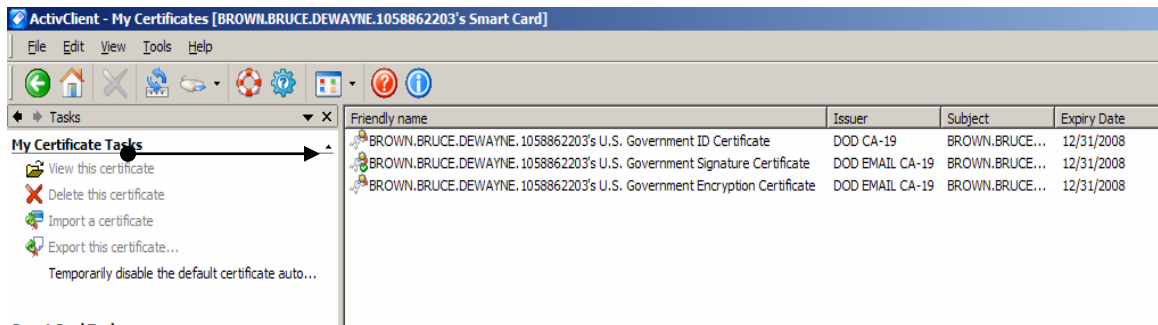 ActivClient - My Certificates [BROWN.BRUCE.DEWAYNE.1058862203's Smart Card]
File Edit View Tools Help
Tasks
My Certificate Tasks
View this certificate
Delete this certificate
Import a certificate
Export this certificate...
Temporarily disable the default certificate auto...
Friendly name Issuer Subject Expiry Date
BROWN.BRUCE.DEWAYNE.1058862203's U.S. Government ID Certificate DOD CA-19 BROWN.BRUCE... 12/31/2008
BROWN.BRUCE.DEWAYNE.1058862203's U.S. Government Signature Certificate DOD EMAIL CA-19 BROWN.BRUCE... 12/31/2008
BROWN.BRUCE.DEWAYNE.1058862203's U.S. Government Encryption Certificate DOD EMAIL CA-19 BROWN.BRUCE... 12/31/2008